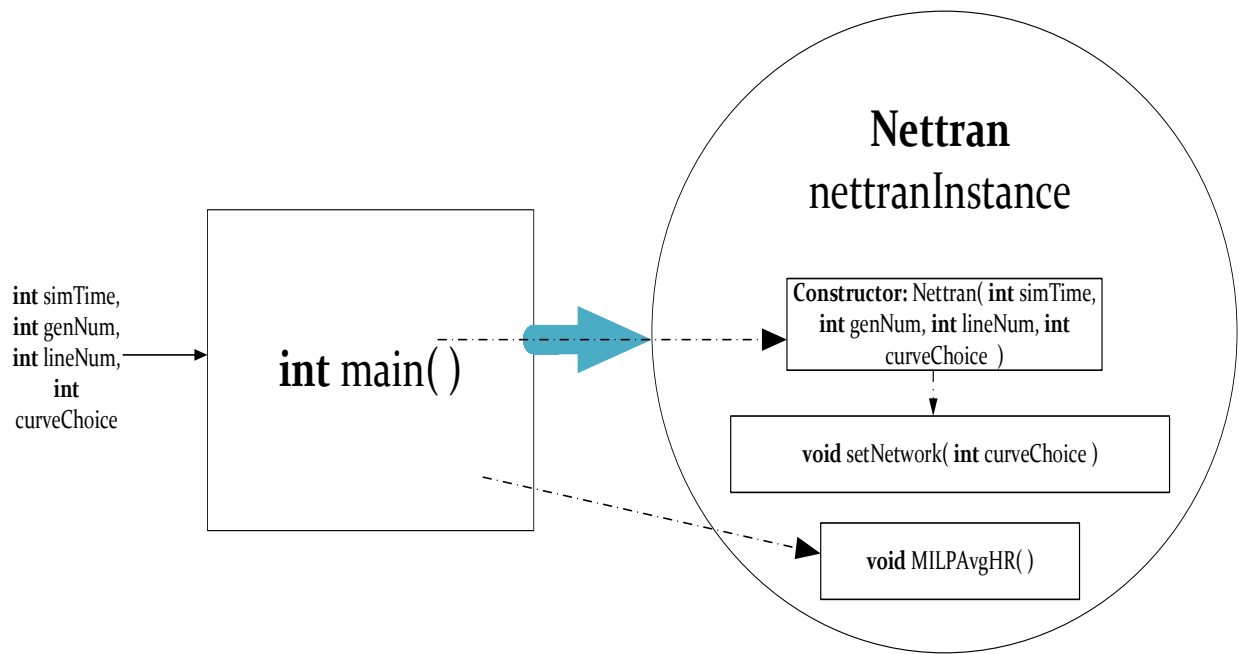 int simTime,
int genNum,
int lineNum,
int
curveChoice
int main( )
Nettran
nettranInstance
Constructor: Nettran( int simTime,
int genNum, int lineNum, int
curveChoice )
void setNetwork( int curveChoice )
void MILPAvgHR( )